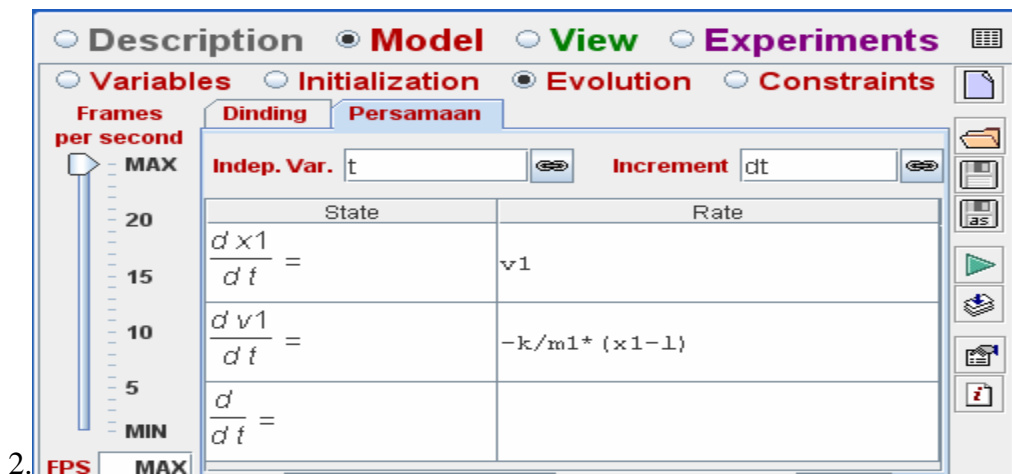 Description Model View Experiments
Variables Initialization Evolution Constraints
Frames
per second
Dinding Persamaan
MAX
Indep. Var. t Increment dt
20
State Rate
d x1
d t
=
v1
15
10
d v1
d t
=
-k/m1*(x1-l)
5
d
d t
=
MIN
2.
FPS MAX
as
i